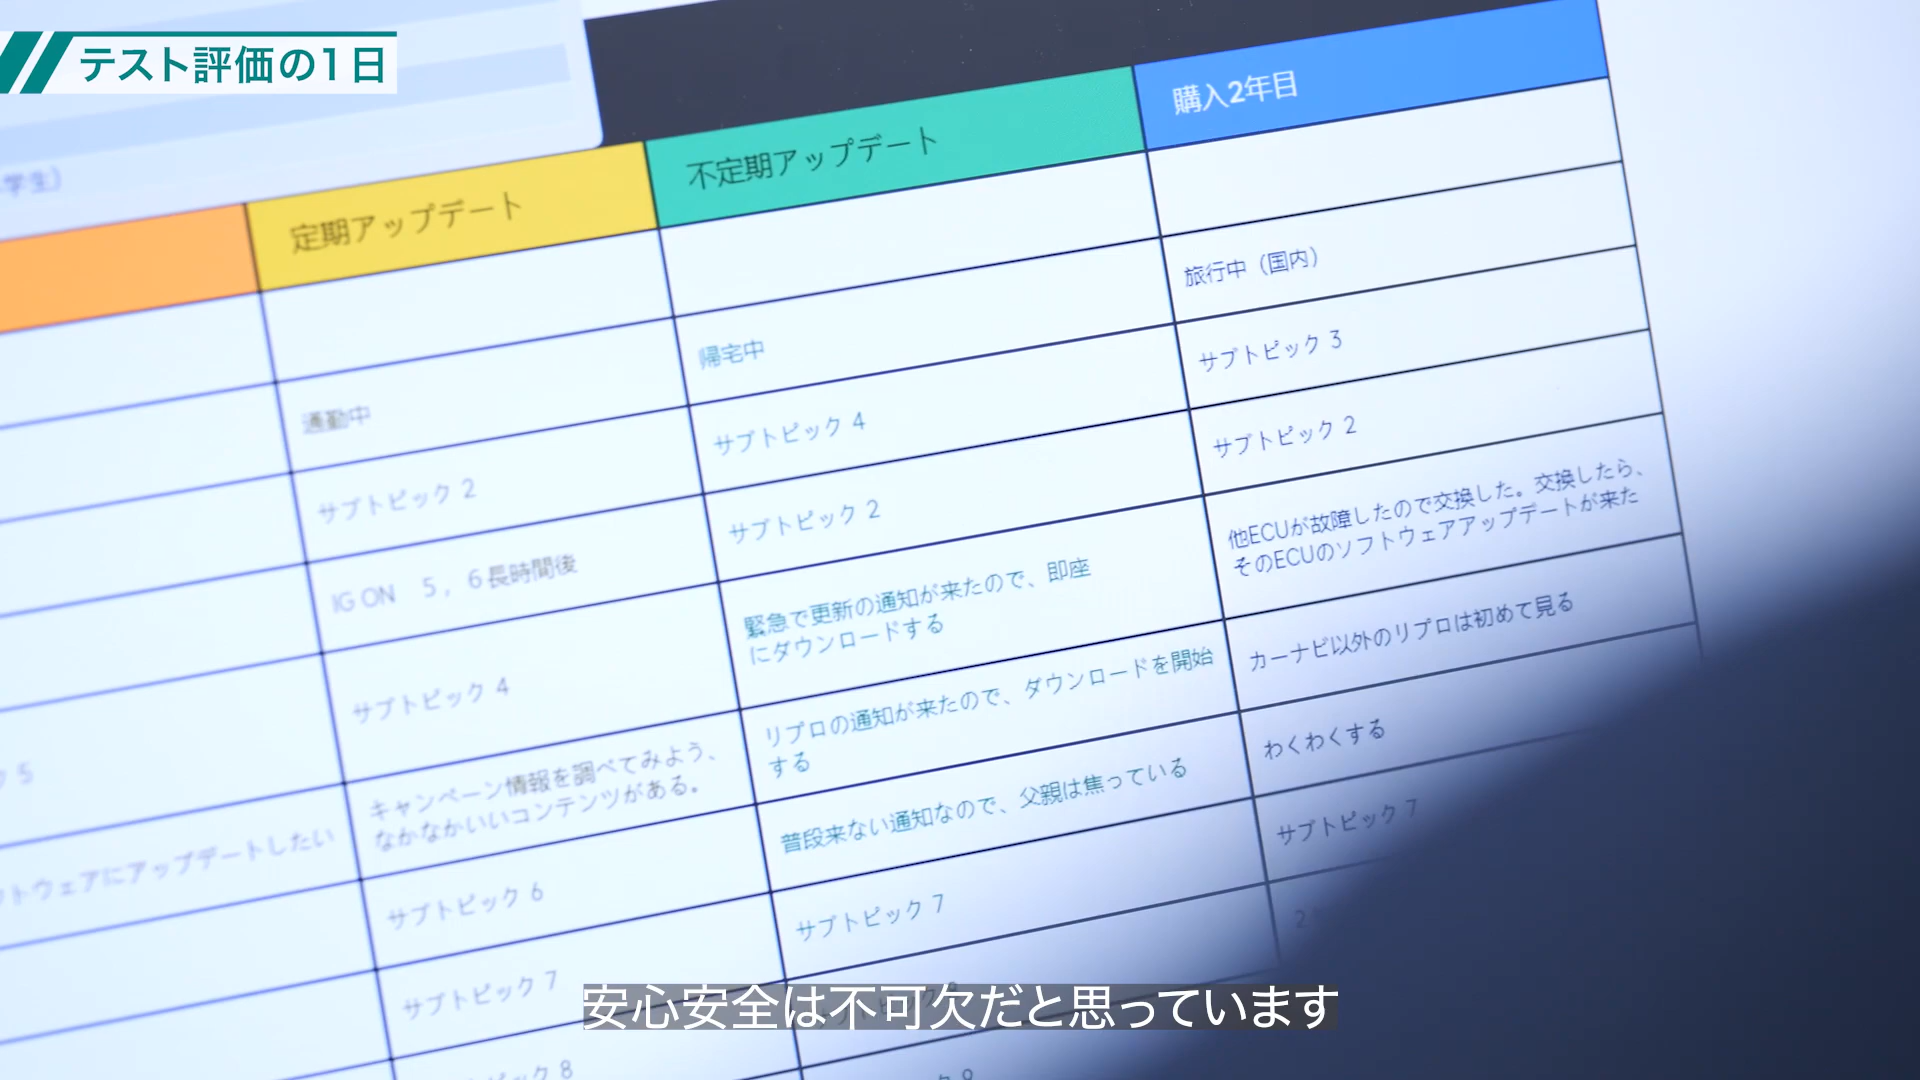 テスト評価の1日
学生）
定期アップデート
不定期アップデート
購入2年目
通勤中
帰宅中
旅行中（国内）
サブトピック 2
サブトピック 4
サブトピック 3
IG ON　5，6長時間後
サブトピック 2
サブトピック 2
サブトピック 4
緊急で更新の通知が来たので、即座
にダウンロードする
他ECUが故障したので交換した。交換したら、
そのECUのソフトウェアアップデートが来た
ク 5
キャンペーン情報を調べてみよう、
なかなかいいコンテンツがある。
リプロの通知が来たので、ダウンロードを開始
する
カーナビ以外のリプロは初めて見る
フトウェアにアップデートしたい
サブトピック 6
普段来ない通知なので、父親は焦っている
わくわくする
サブトピック 7
サブトピック 7
サブトピック 7
ック 8
安心安全は不可欠だと思っています